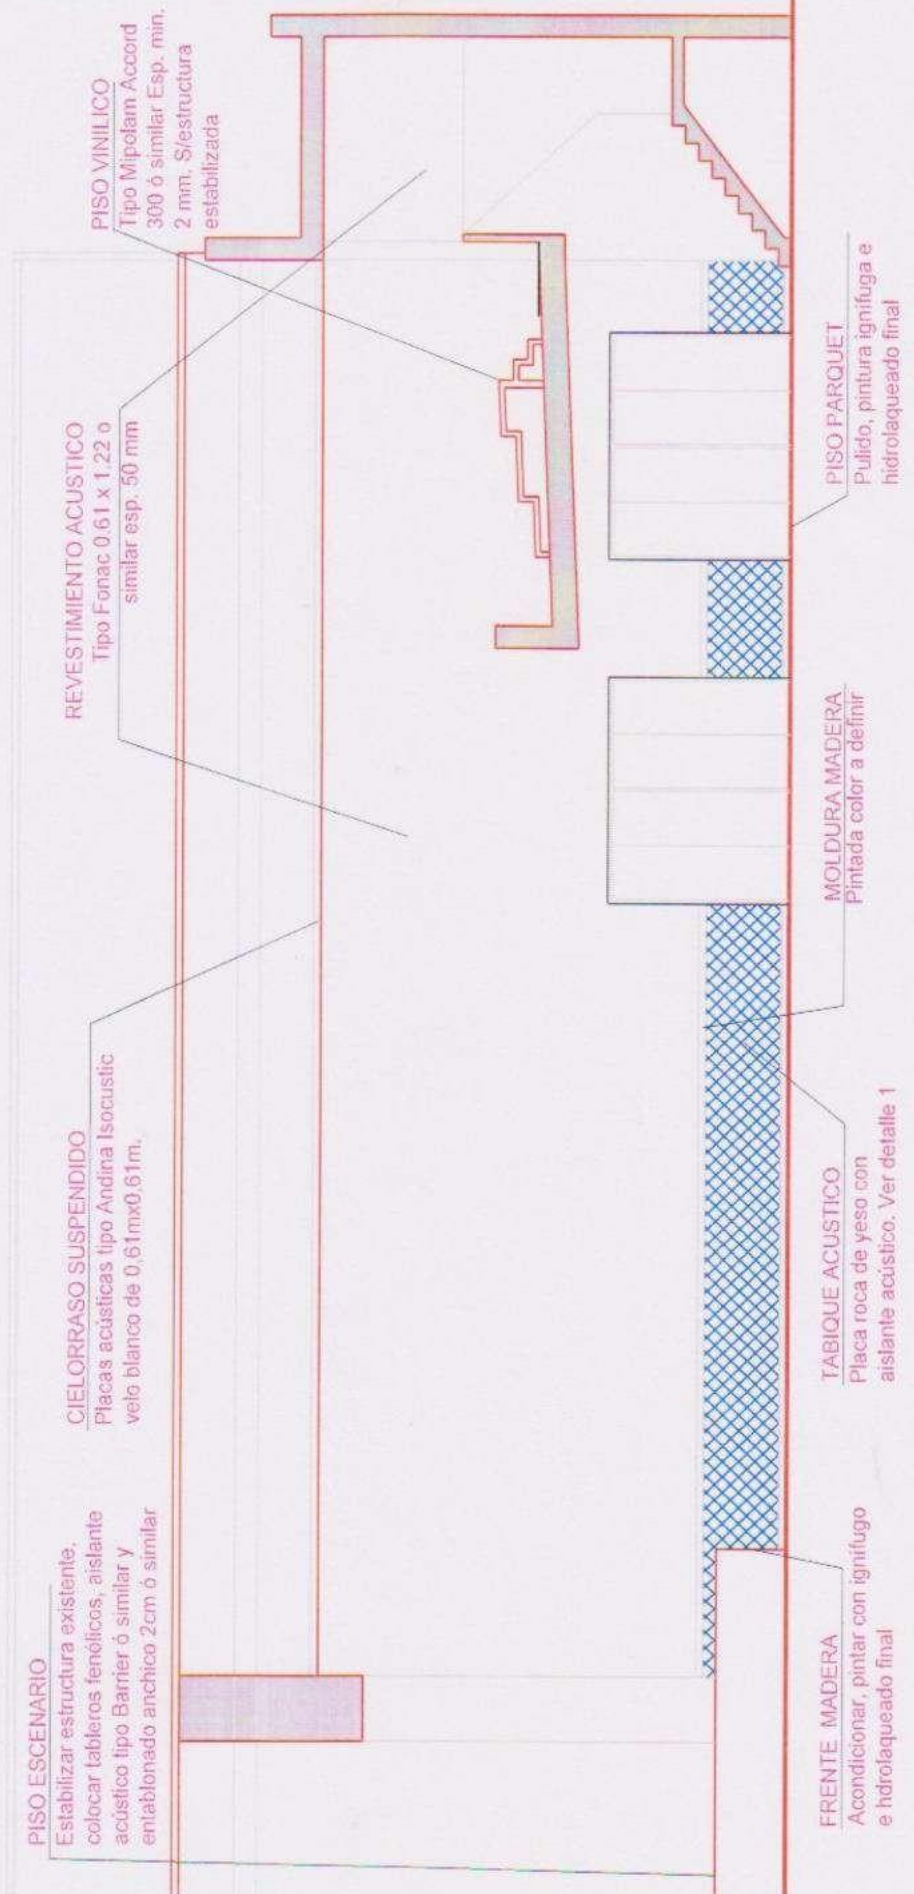 PISO ESCENARIO
Estabilizar estructura existente,
colocar tableros fenólicos, aislante
acústico tipo Barrier ó similar y
entablonado anchico 2cm ó similar
CIELORRASO SUSPENDIDO
Placas acústicas tipo Andina Isocustic
velo blanco de 0,61mx0,61m.
REVESTIMIENTO ACUSTICO
Tipo Fonac 0.61 x 1.22 o
similar esp. 50 mm
PISO VINILICO
Tipo Mipolam Accord
300 ó similar Esp. min.
2 mm. S/estructura
estabilizada
FRENTE MADERA
Acondicionar, pintar con ignifugo
e hdrolaqueado final
TABIQUE ACUSTICO
Placa roca de yeso con
aislante acústico. Ver detalle 1
MOLDURA MADERA
Pintada color a definir
PISO PARQUET
Pulido, pintura ignifuga e
hidrolaqueado final